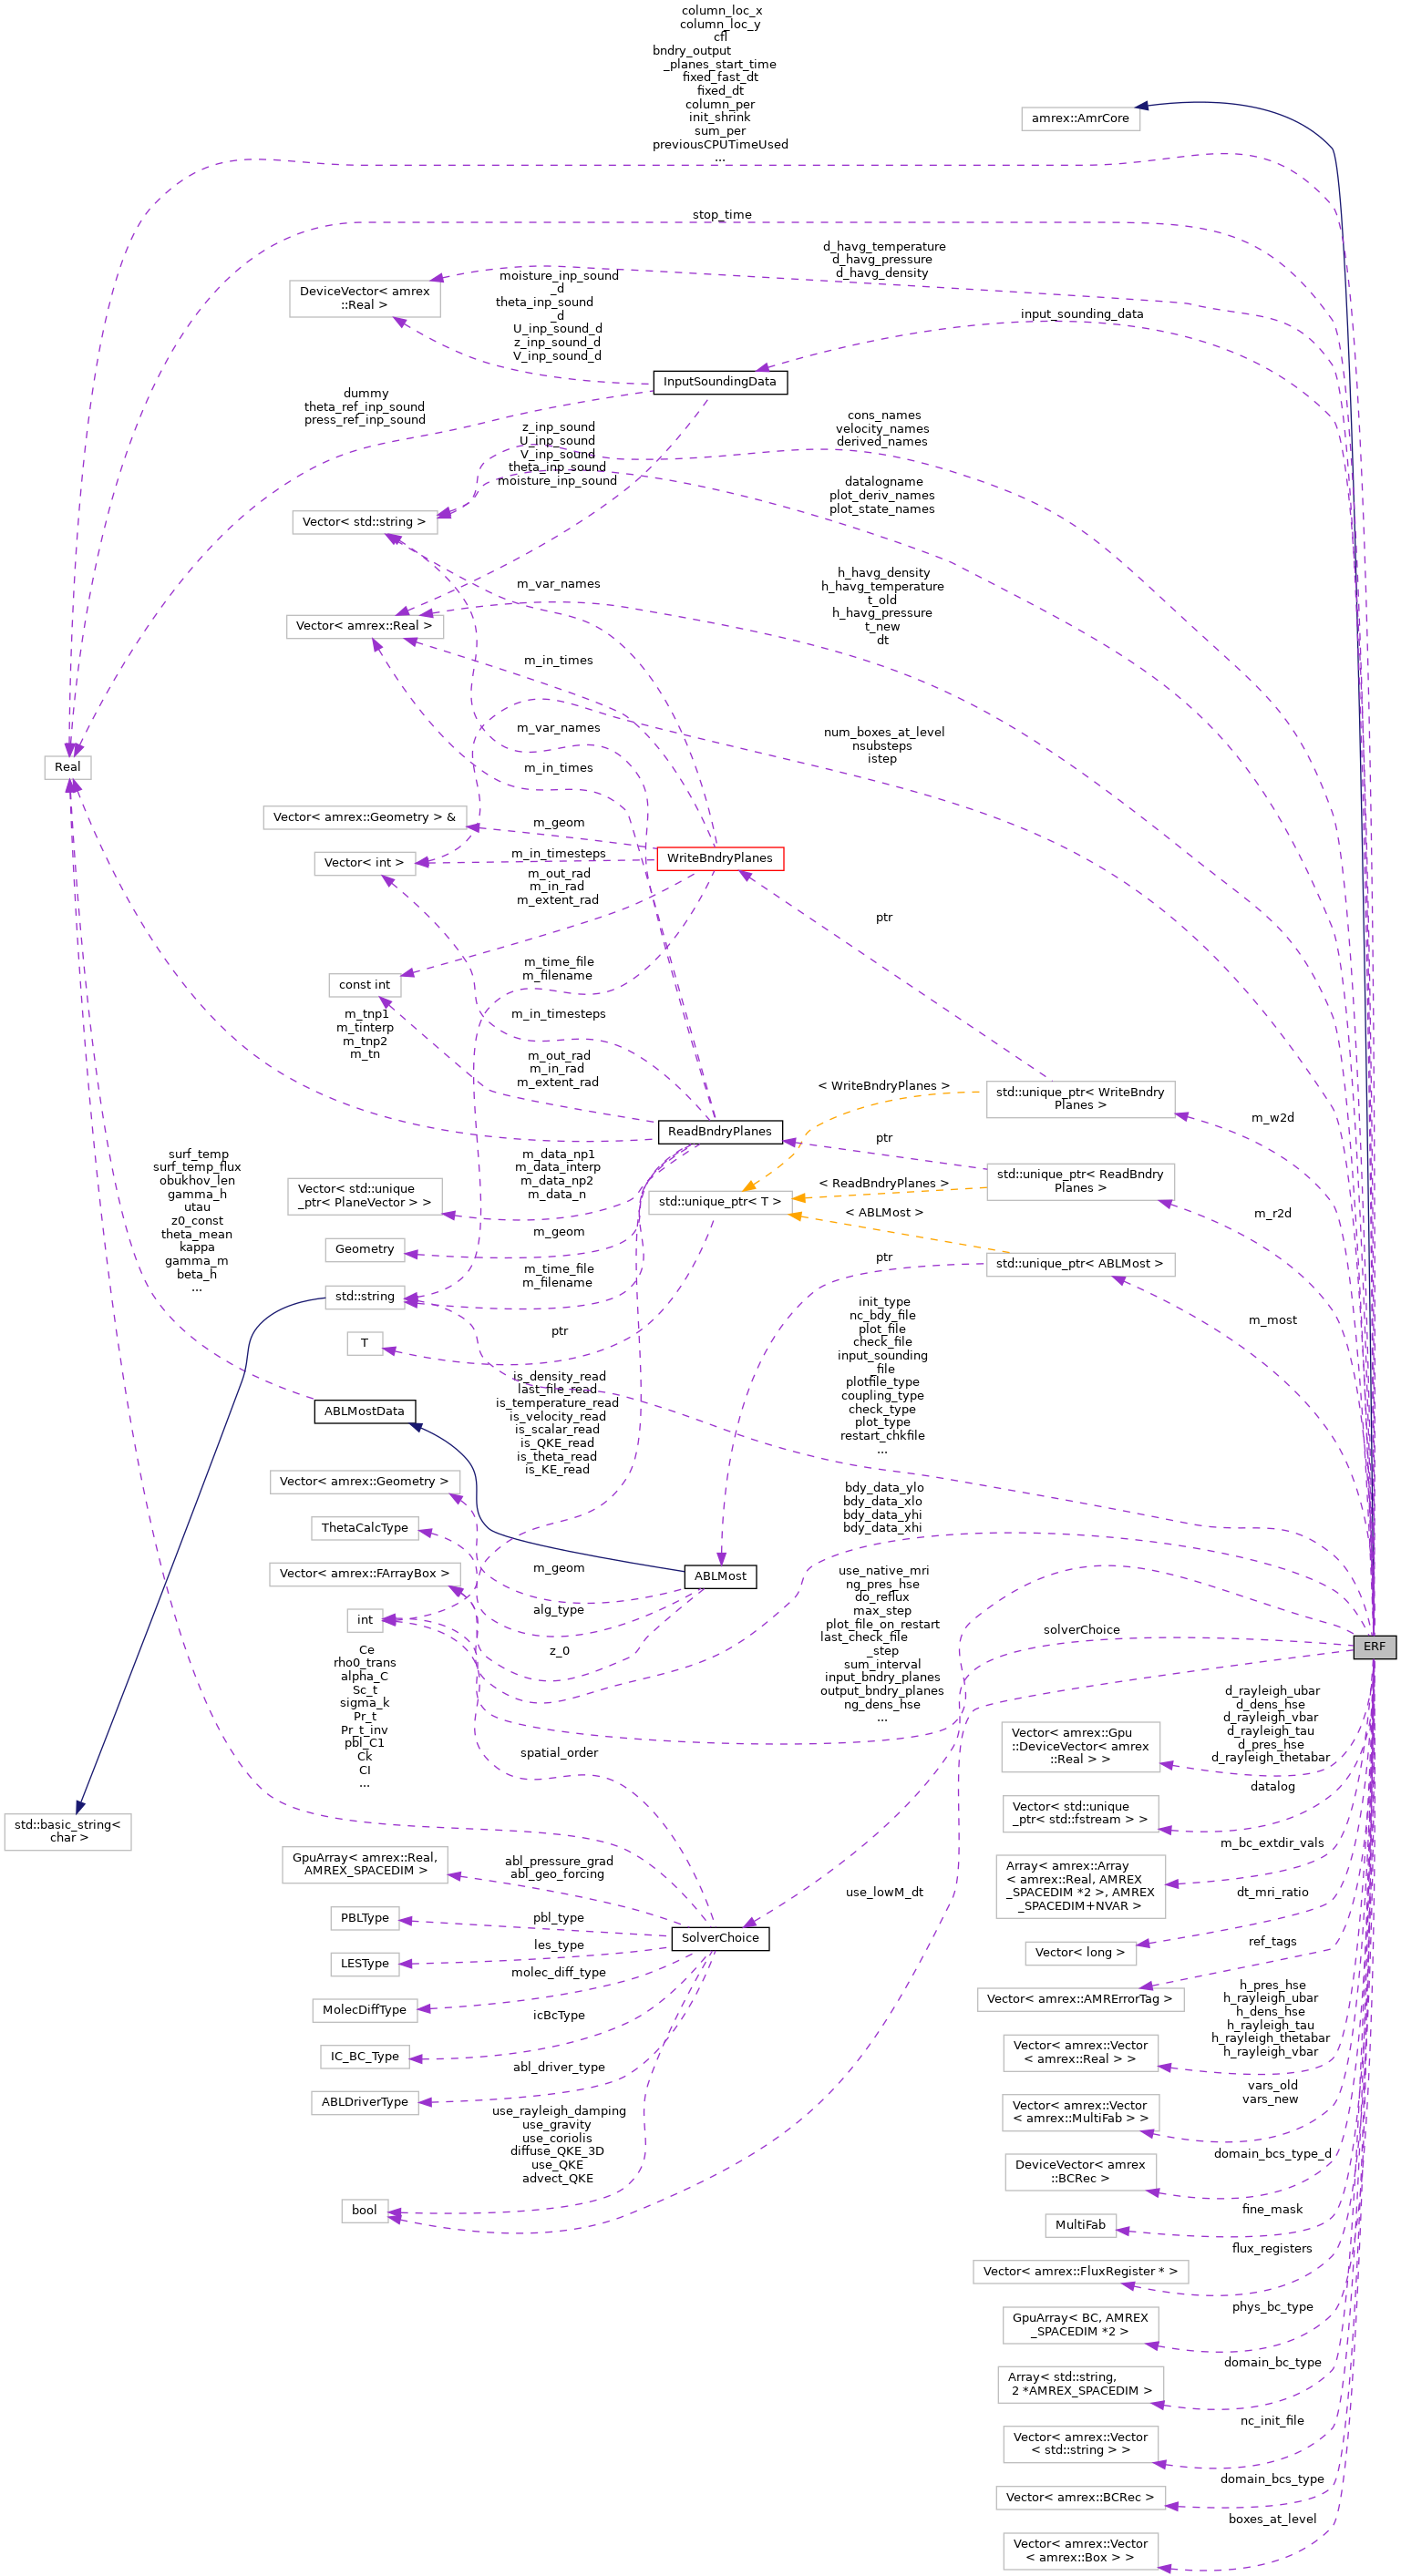 column_loc_x
column_loc_y
cfl
bndry_output
_planes_start_time
fixed_fast_dt
fixed_dt
column_per
init_shrink
sum_per
previousCPUTimeUsed
...
amrex::AmrCore
stop_time
d_havg_temperature
d_havg_pressure
d_havg_density
DeviceVector< amrex
::Real >
moisture_inp_sound
_d
theta_inp_sound
_d
U_inp_sound_d
z_inp_sound_d
V_inp_sound_d
input_sounding_data
InputSoundingData
dummy
theta_ref_inp_sound
press_ref_inp_sound
z_inp_sound
U_inp_sound
V_inp_sound
theta_inp_sound
moisture_inp_sound
cons_names
velocity_names
derived_names
datalogname
plot_deriv_names
plot_state_names
Vector< std::string >
m_var_names
h_havg_density
h_havg_temperature
t_old
h_havg_pressure
t_new
dt
Vector< amrex::Real >
m_in_times
m_var_names
num_boxes_at_level
nsubsteps
istep
Real
m_in_times
Vector< amrex::Geometry > &
m_geom
Vector< int >
m_in_timesteps
WriteBndryPlanes
m_out_rad
m_in_rad
m_extent_rad
ptr
const int
m_time_file
m_filename
m_tnp1
m_tinterp
m_tnp2
m_tn
m_in_timesteps
m_out_rad
m_in_rad
m_extent_rad
< WriteBndryPlanes >
std::unique_ptr< WriteBndry
Planes >
m_w2d
ReadBndryPlanes
ptr
surf_temp
surf_temp_flux
obukhov_len
gamma_h
utau
z0_const
theta_mean
kappa
gamma_m
beta_h
...
Vector< std::unique
_ptr< PlaneVector > >
m_data_np1
m_data_interp
m_data_np2
m_data_n
std::unique_ptr< T >
< ReadBndryPlanes >
std::unique_ptr< ReadBndry
Planes >
m_r2d
< ABLMost >
Geometry
m_geom
ptr
std::unique_ptr< ABLMost >
std::string
m_time_file
m_filename
m_most
T
ptr
init_type
nc_bdy_file
plot_file
check_file
input_sounding
_file
plotfile_type
coupling_type
check_type
plot_type
restart_chkfile
...
ABLMostData
is_density_read
last_file_read
is_temperature_read
is_velocity_read
is_scalar_read
is_QKE_read
is_theta_read
is_KE_read
Vector< amrex::Geometry >
ThetaCalcType
bdy_data_ylo
bdy_data_xlo
bdy_data_yhi
bdy_data_xhi
Vector< amrex::FArrayBox >
m_geom
ABLMost
int
alg_type
z_0
use_native_mri
ng_pres_hse
do_reflux
max_step
plot_file_on_restart
last_check_file
_step
sum_interval
input_bndry_planes
output_bndry_planes
ng_dens_hse
...
solverChoice
ERF
Ce
rho0_trans
alpha_C
Sc_t
sigma_k
Pr_t
Pr_t_inv
pbl_C1
Ck
CI
...
spatial_order
Vector< amrex::Gpu
::DeviceVector< amrex
::Real > >
d_rayleigh_ubar
d_dens_hse
d_rayleigh_vbar
d_rayleigh_tau
d_pres_hse
d_rayleigh_thetabar
std::basic_string<
char >
Vector< std::unique
_ptr< std::fstream > >
datalog
GpuArray< amrex::Real,
AMREX_SPACEDIM >
abl_pressure_grad
abl_geo_forcing
Array< amrex::Array
< amrex::Real, AMREX
_SPACEDIM *2 >, AMREX
_SPACEDIM+NVAR >
m_bc_extdir_vals
use_lowM_dt
dt_mri_ratio
PBLType
pbl_type
SolverChoice
Vector< long >
LESType
les_type
ref_tags
MolecDiffType
molec_diff_type
Vector< amrex::AMRErrorTag >
IC_BC_Type
icBcType
Vector< amrex::Vector
< amrex::Real > >
h_pres_hse
h_rayleigh_ubar
h_dens_hse
h_rayleigh_tau
h_rayleigh_thetabar
h_rayleigh_vbar
ABLDriverType
abl_driver_type
Vector< amrex::Vector
< amrex::MultiFab > >
vars_old
vars_new
use_rayleigh_damping
use_gravity
use_coriolis
diffuse_QKE_3D
use_QKE
advect_QKE
bool
DeviceVector< amrex
::BCRec >
domain_bcs_type_d
MultiFab
fine_mask
Vector< amrex::FluxRegister * >
flux_registers
GpuArray< BC, AMREX
_SPACEDIM *2 >
phys_bc_type
Array< std::string,
2 *AMREX_SPACEDIM >
domain_bc_type
Vector< amrex::Vector
< std::string > >
nc_init_file
Vector< amrex::BCRec >
domain_bcs_type
Vector< amrex::Vector
< amrex::Box > >
boxes_at_level